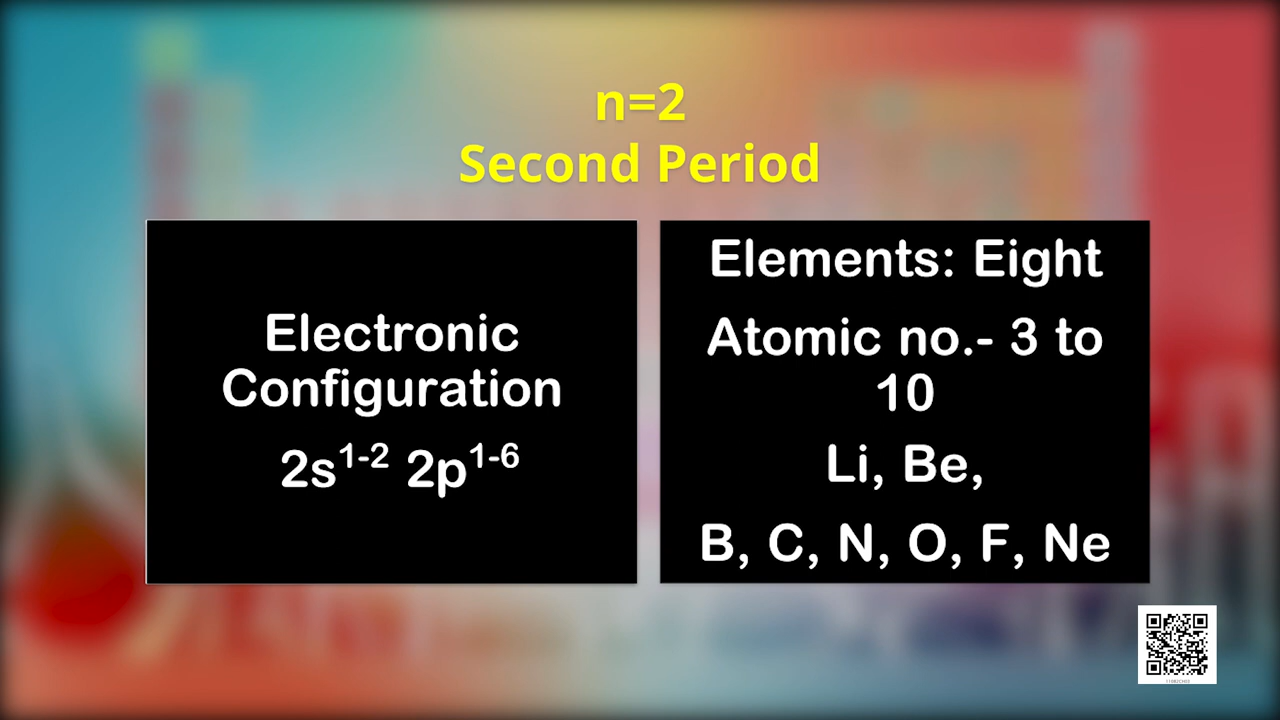 n=2
Second Period
Electronic
Configuration
2s¹⁻² 2p¹⁻⁶
Elements: Eight
Atomic no.- 3 to
10
Li, Be,
B, C, N, O, F, Ne